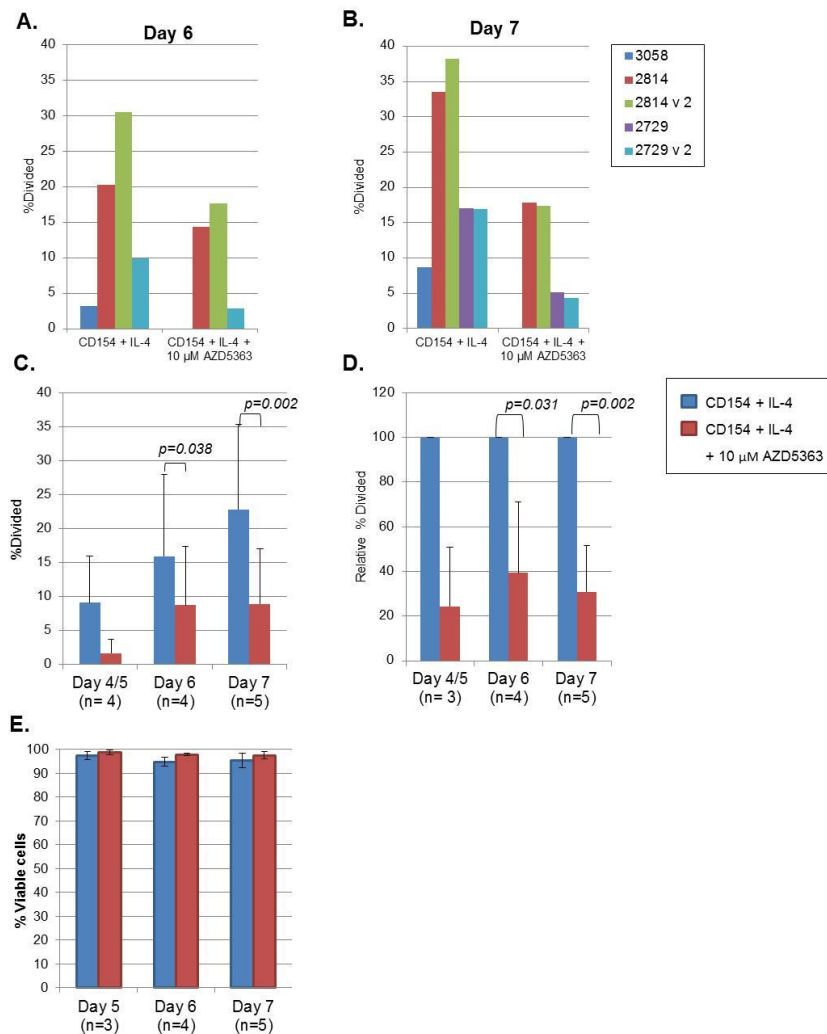 A.
Day 6
40
35
30
25
20
15
10
5
0
%Divided
CD154 + IL-4
CD154 + IL-4 +
10 µM AZD5363
B.
Day 7
40
35
30
25
20
15
10
5
0
%Divided
CD154 + IL-4
CD154 + IL-4 +
10 µM AZD5363
3058
2814
2814 v 2
2729
2729 v 2
C.
40
35
30
25
20
15
10
5
0
%Divided
p=0.038
p=0.002
Day 4/5
(n= 4)
Day 6
(n=4)
Day 7
(n=5)
D.
120
100
80
60
40
20
0
Relative % Divided
p=0.031
p=0.002
Day 4/5
(n= 3)
Day 6
(n=4)
Day 7
(n=5)
CD154 + IL-4
CD154 + IL-4
+ 10 µM AZD5363
E.
100
90
80
70
60
50
40
30
20
10
0
% Viable cells
Day 5
(n=3)
Day 6
(n=4)
Day 7
(n=5)